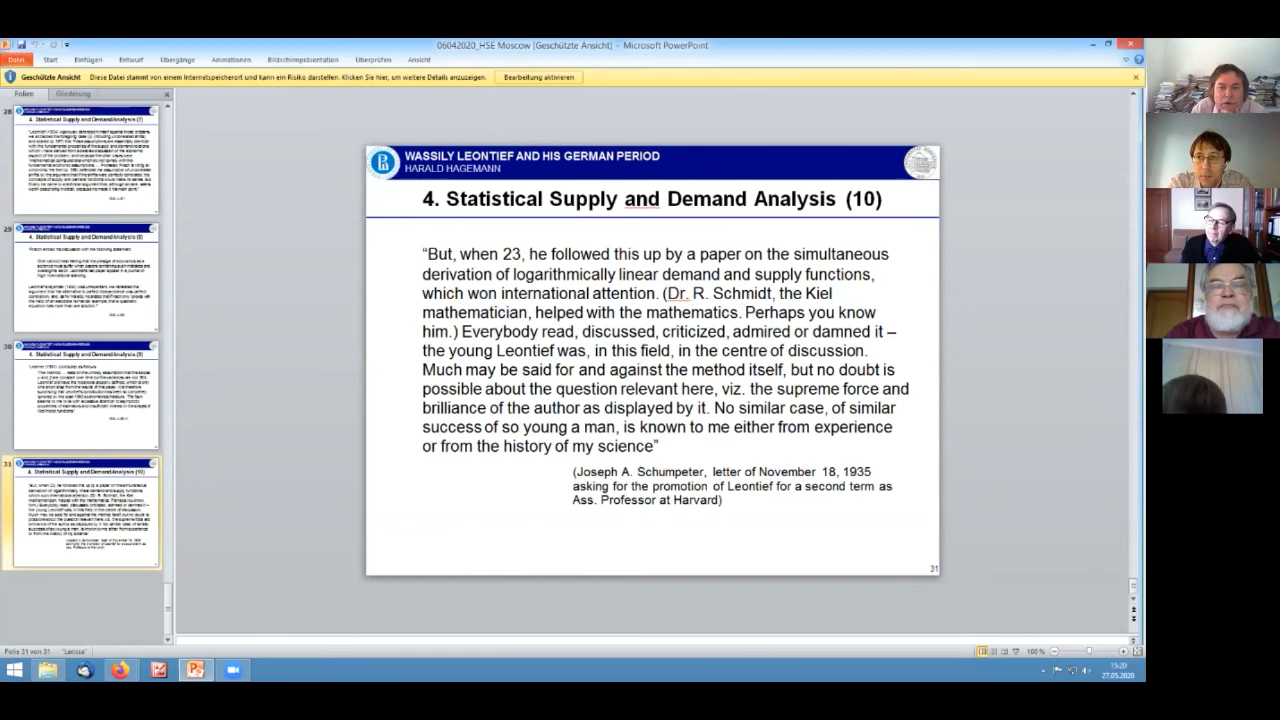 06042020_HSE Moscow [Geschützte Ansicht] - Microsoft PowerPoint
Datei Start Einfügen Entwurf Übergänge Animationen Bildschirmpräsentation Überprüfen Ansicht
Geschützte Ansicht Diese Datei stammt von einem Internetspeicherort und kann ein Risiko darstellen. Klicken Sie hier, um weitere Details anzuzeigen. Bearbeitung aktivieren
Folien Gliederung
28
4. Statistical Supply and Demand Analysis (7)
29
4. Statistical Supply and Demand Analysis (8)
30
4. Statistical Supply and Demand Analysis (9)
31
4. Statistical Supply and Demand Analysis (10)
WASSILY LEONTIEF AND HIS GERMAN PERIOD
HARALD HAGEMANN
4. Statistical Supply and Demand Analysis (10)
“But, when 23, he followed this up by a paper on the simultaneous
derivation of logarithmically linear demand and supply functions,
which won international attention. (Dr. R. Schmidt, the Kiel
mathematician, helped with the mathematics. Perhaps you know
him.) Everybody read, discussed, criticized, admired or damned it –
the young Leontief was, in this field, in the centre of discussion.
Much may be said for and against the method itself, but no doubt is
possible about the question relevant here, viz. the superb force and
brilliance of the author as displayed by it. No similar case, of similar
success of so young a man, is known to me either from experience
or from the history of my science”
(Joseph A. Schumpeter, letter of November 18, 1935
asking for the promotion of Leontief for a second term as
Ass. Professor at Harvard)
31
Folie 31 von 31 "Larissa" 100 %
15:20
27.05.2020